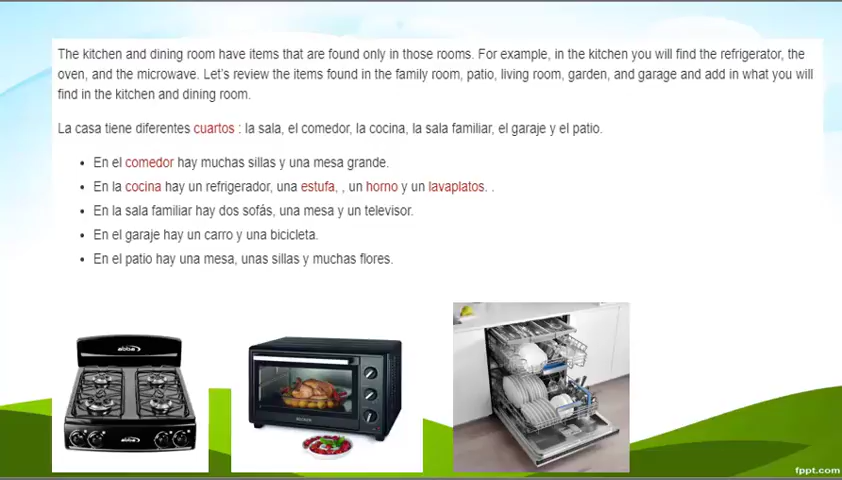 The kitchen and dining room have items that are found only in those rooms. For example, in the kitchen you will find the refrigerator, the
oven, and the microwave. Let's review the items found in the family room, patio, living room, garden, and garage and add in what you will
find in the kitchen and dining room.
La casa tiene diferentes cuartos : la sala, el comedor, la cocina, la sala familiar, el garaje y el patio.
• En el comedor hay muchas sillas y una mesa grande.
• En la cocina hay un refrigerador, una estufa, , un horno y un lavaplatos. .
• En la sala familiar hay dos sofás, una mesa y un televisor.
• En el garaje hay un carro y una bicicleta.
• En el patio hay una mesa, unas sillas y muchas flores.
abba
abba
fppt.com